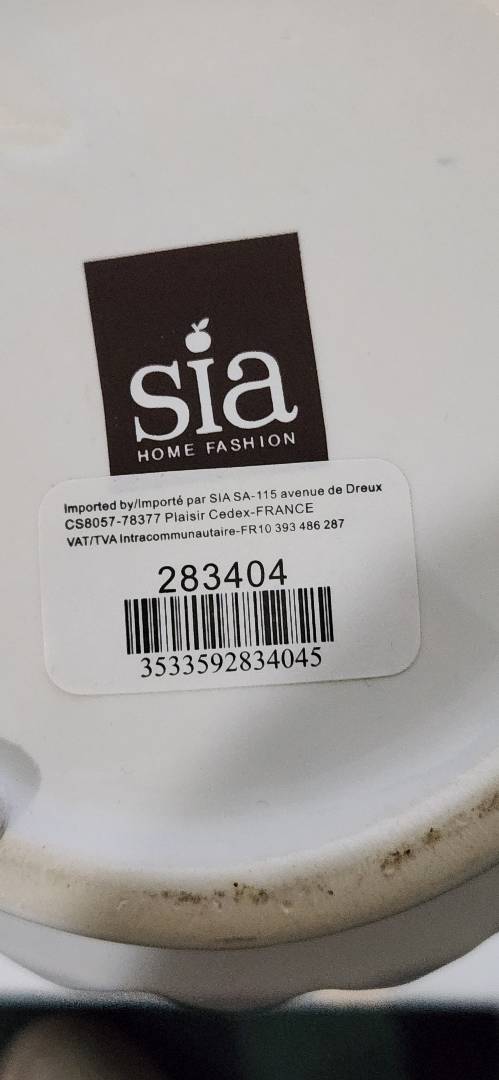 sia
HOME FASHION
Imported by/Importé par SIA SA-115 avenue de Dreux
CS8057-78377 Plaisir Cedex-FRANCE
VAT/TVA Intracommunautaire-FR10 393 486 287
283404
3533592834045